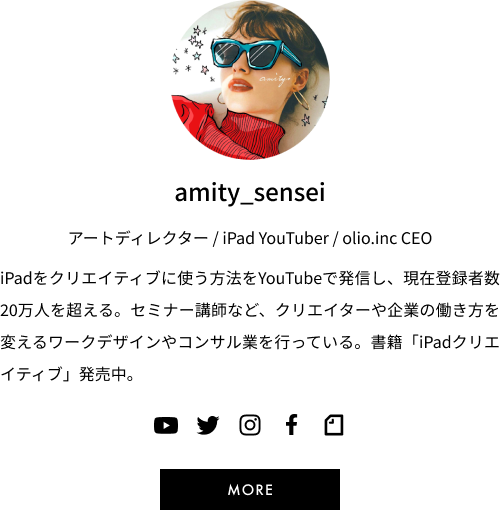 amity
amity_sensei
アートディレクター / iPad YouTuber / olio.inc CEO
iPadをクリエイティブに使う方法をYouTubeで発信し、現在登録者数
20万人を超える。セミナー講師など、クリエイターや企業の働き方を
変えるワークデザインやコンサル業を行っている。書籍「iPadクリエ
イティブ」発売中。
MORE